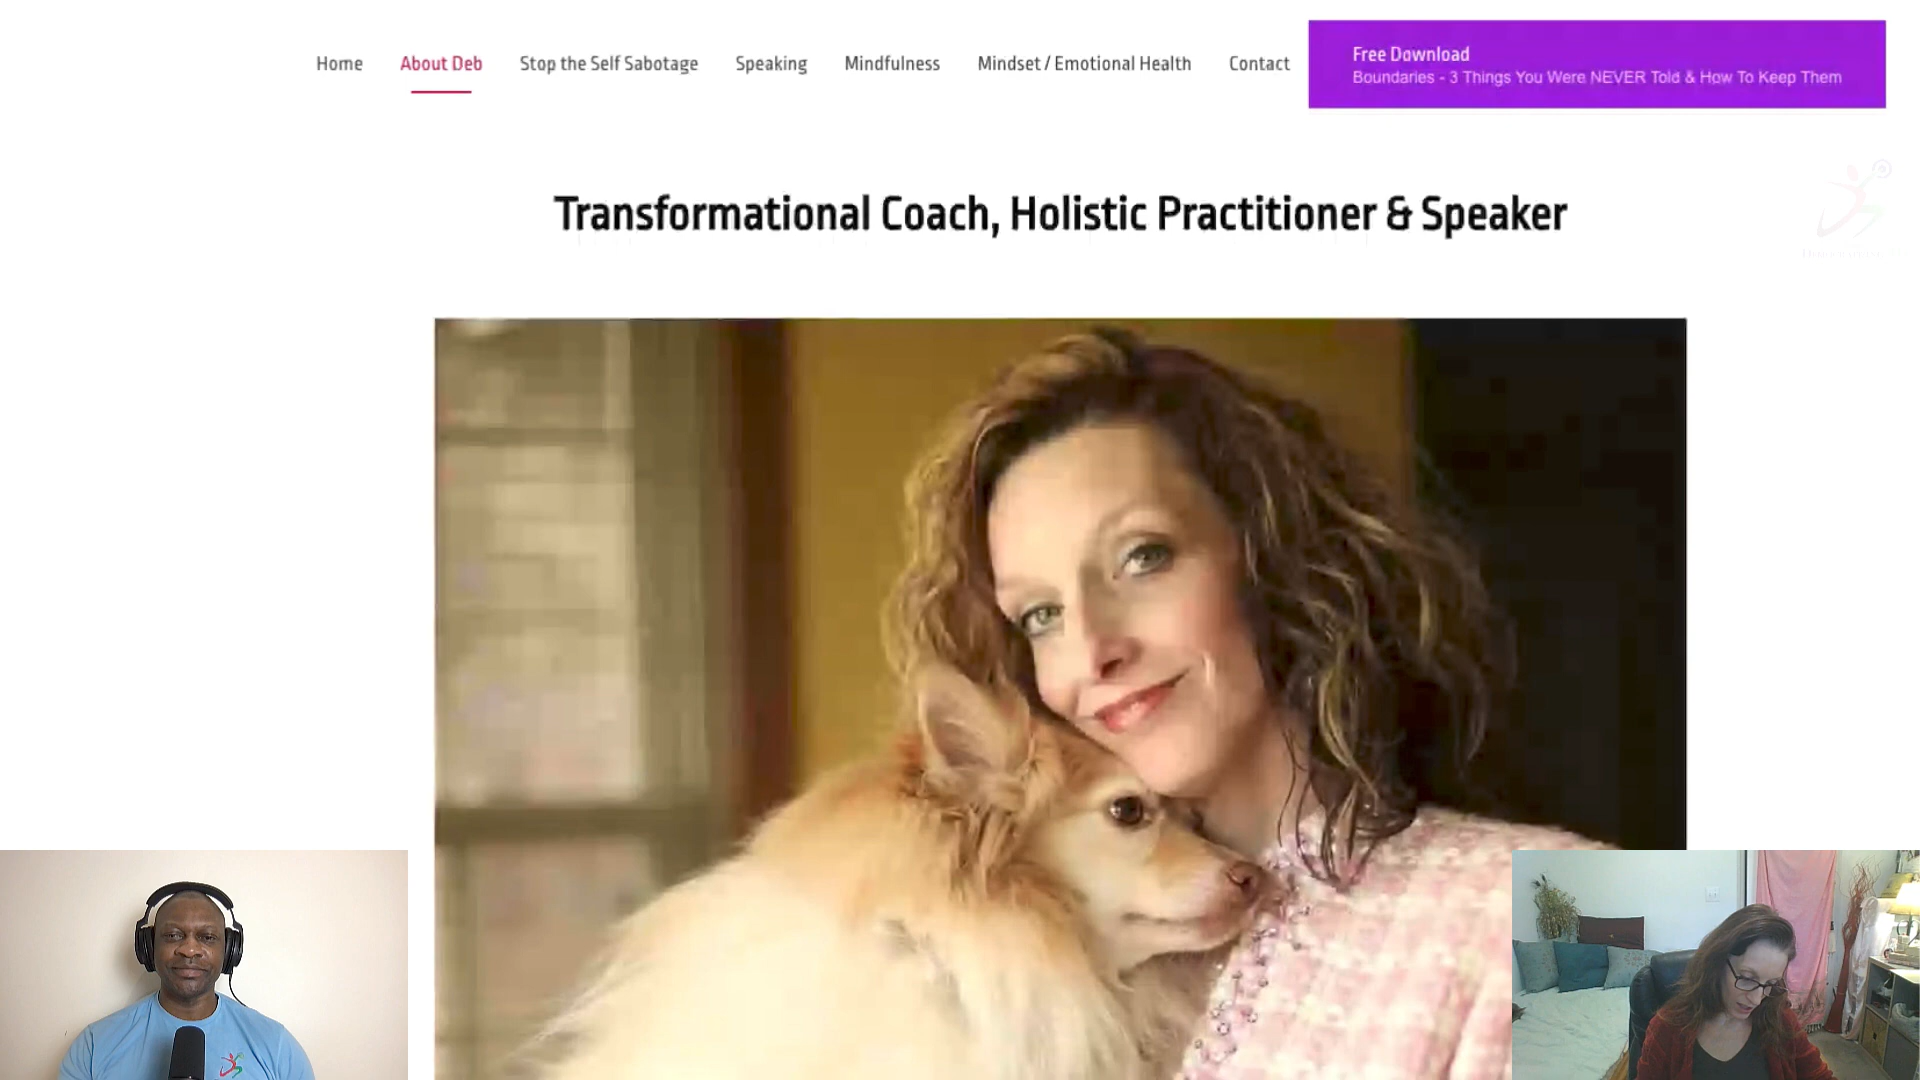 Home
About Deb
Stop the Self Sabotage
Speaking
Mindfulness
Mindset / Emotional Health
Contact
Free Download
Boundaries - 3 Things You Were NEVER Told & How To Keep Them
Transformational Coach, Holistic Practitioner & Speaker